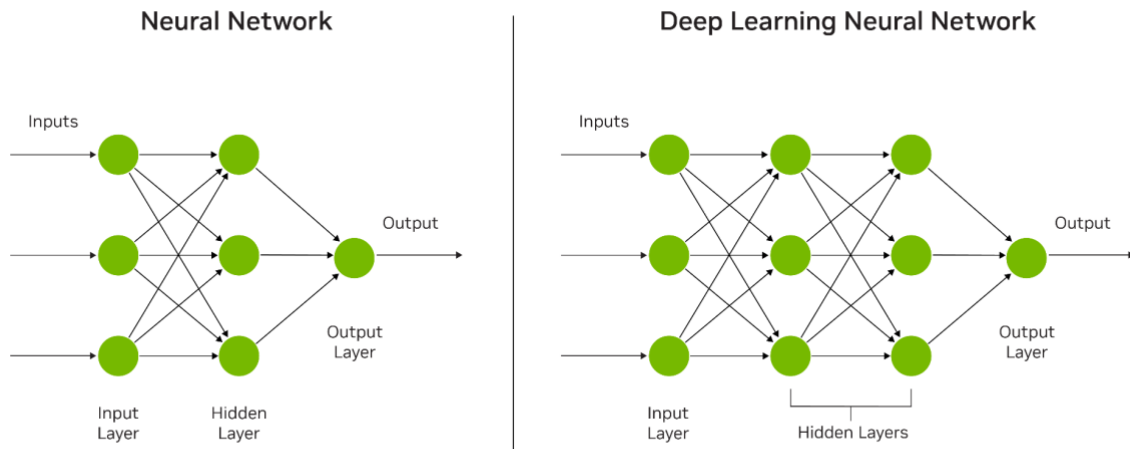 Neural Network
Inputs
Output
Output
Layer
Input
Layer
Hidden
Layer
Deep Learning Neural Network
Inputs
Output
Output
Layer
Input
Layer
Hidden Layers